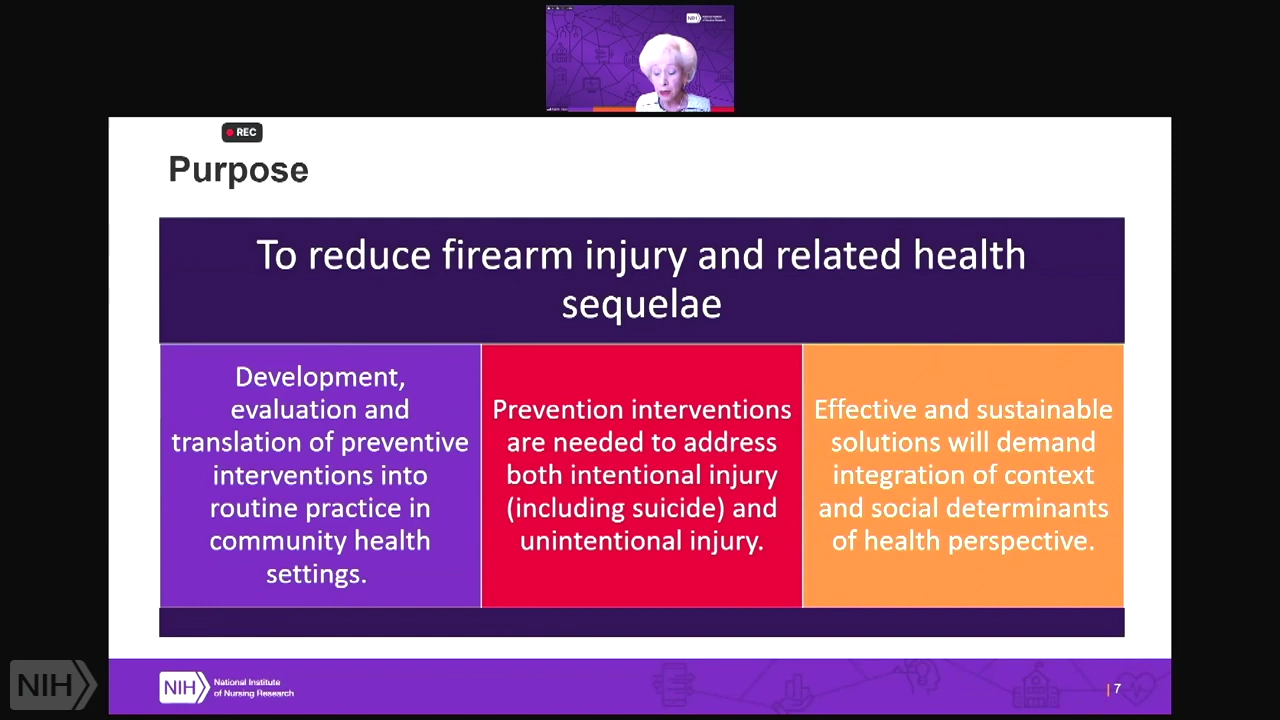 NIH
REC
Purpose
To reduce firearm injury and related health
sequelae
Development,
evaluation and
translation of preventive
interventions into
routine practice in
community health
settings.
Prevention interventions
are needed to address
both intentional injury
(including suicide) and
unintentional injury.
Effective and sustainable
solutions will demand
integration of context
and social determinants
of health perspective.
NIH
NIH
National Institute
of Nursing Research
| 7